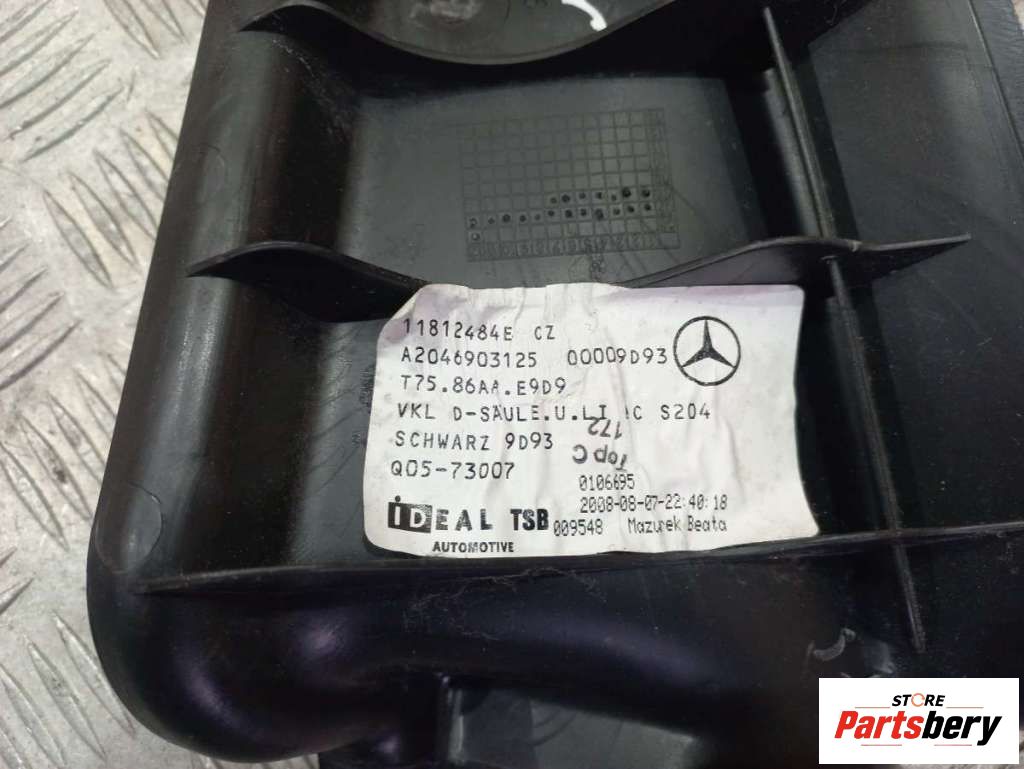 11812484E CZ
A2046903125 00009D93
T75.86AA.E9D9
VKL D-SAULE.U.LI C S204
SCHWARZ 9D93
172
Top C
Q05-73007
0106695
2008-08-07-22:40:18
IDEAL TSB 009548 Mazurek Beata
AUTOMOTIVE
STORE
Partsbery